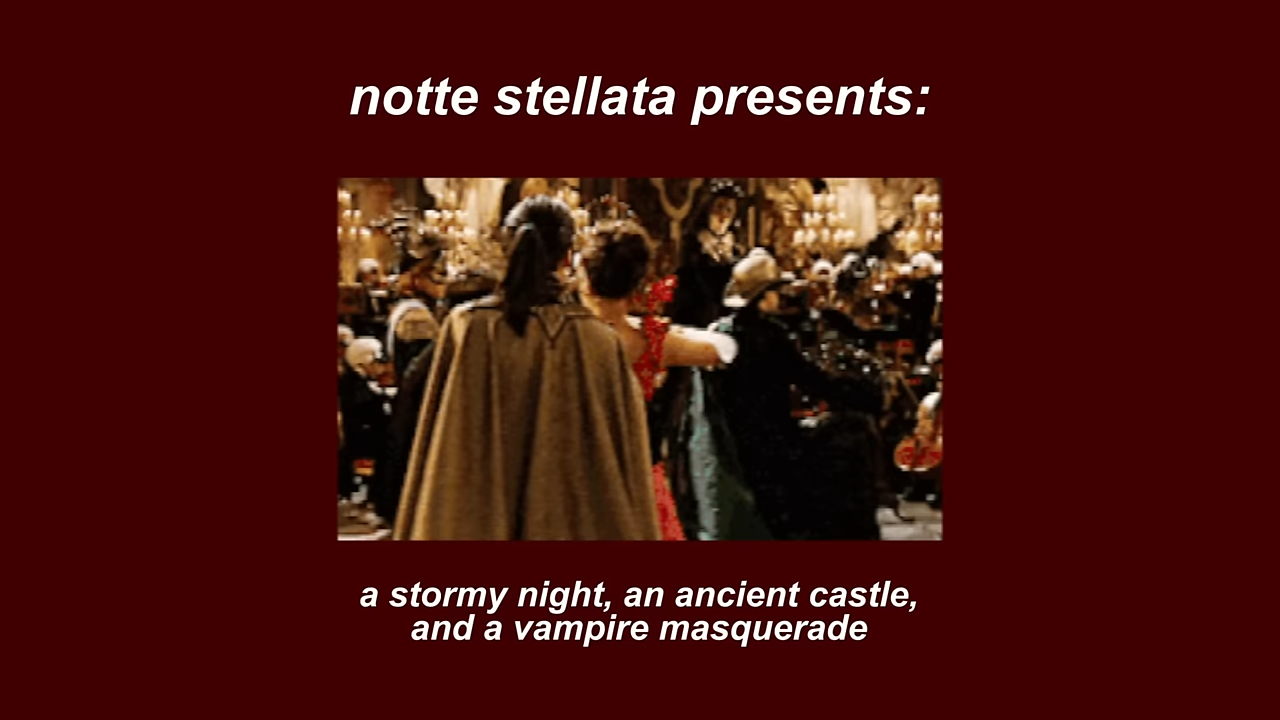 notte stellata presents:
a stormy night, an ancient castle,
and a vampire masquerade